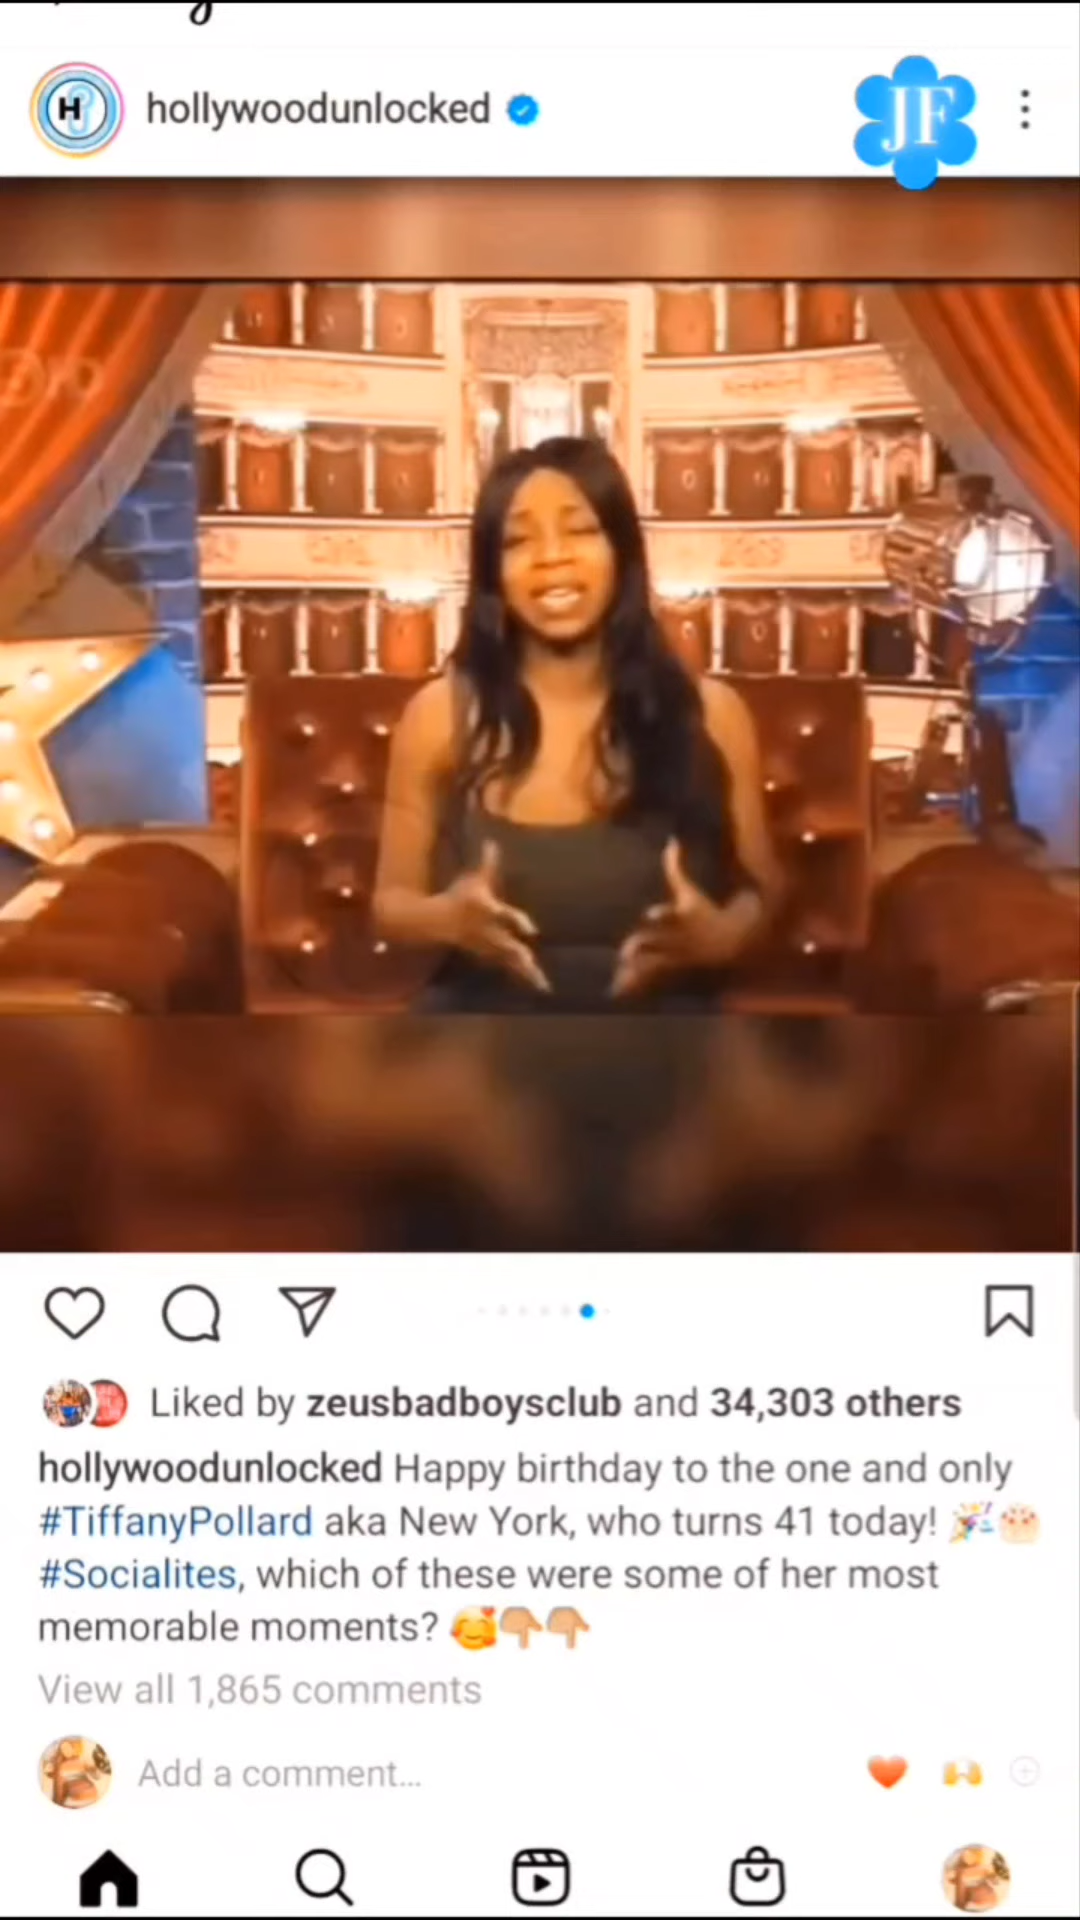 H
hollywoodunlocked
JF
Liked by zeusbadboysclub and 34,303 others
hollywoodunlocked Happy birthday to the one and only
#TiffanyPollard aka New York, who turns 41 today! 🎉🎂
#Socialites, which of these were some of her most
memorable moments? 🥰👇🏼👇🏼
View all 1,865 comments
Add a comment...